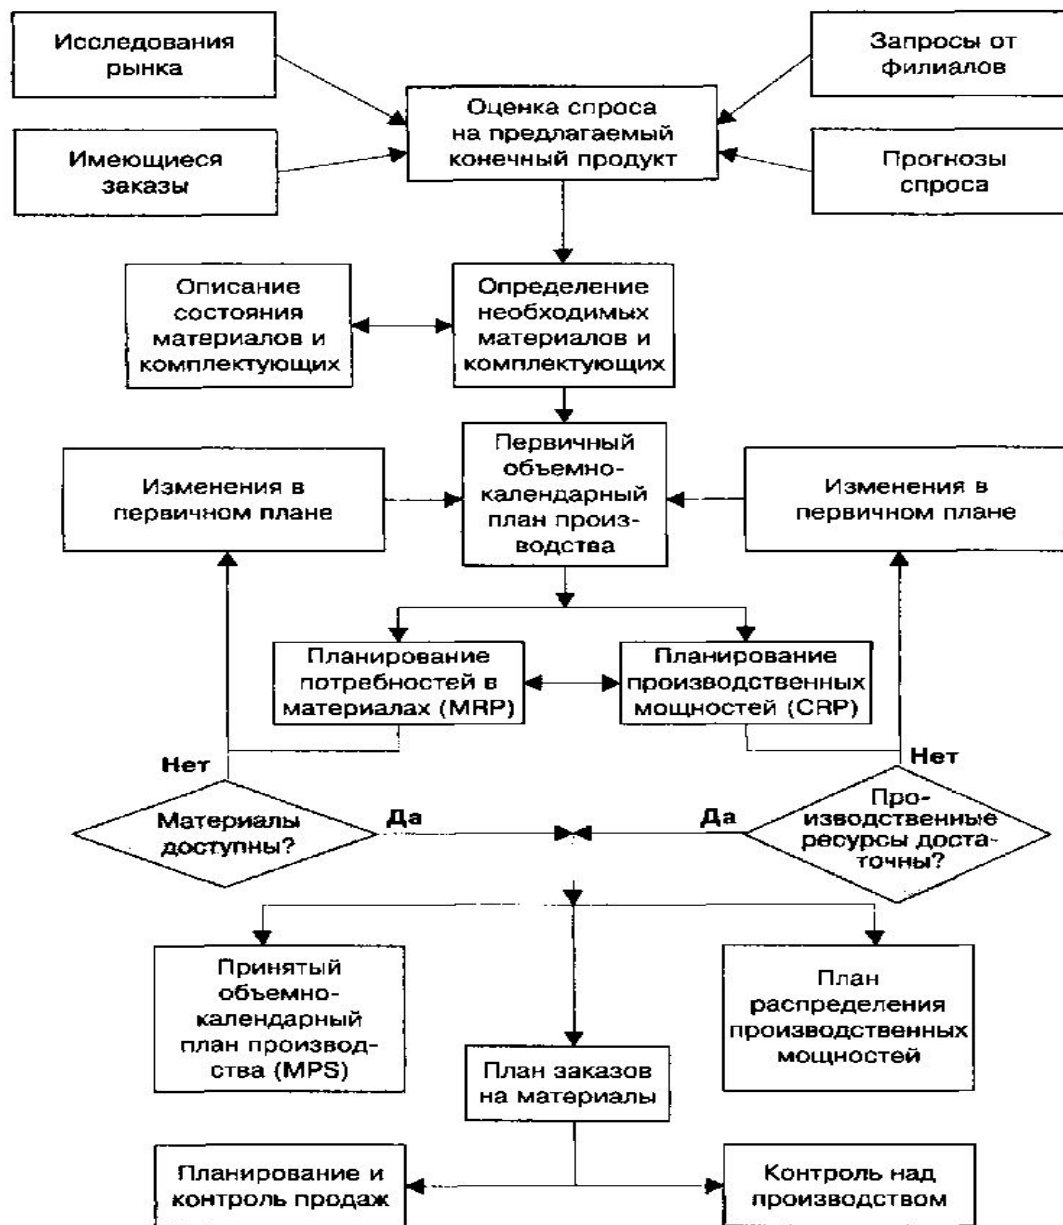 Исследования
рынка
Запросы от
филиалов
Оценка спроса
на предлагаемый
конечный продукт
Имеющиеся
заказы
Прогнозы
спроса
Описание
состояния
материалов и
комплектующих
Определение
необходимых
материалов и
комплектующих
Первичный
объемно-
календарный
план произ-
водства
Изменения в
первичном плане
Изменения в
первичном плане
Планирование
потребностей в
материалах (MRP)
Планирование
производственных
мощностей (CRP)
Нет
Нет
Материалы
доступны?
Да
Да
Про-
изводственные
ресурсы доста-
точны?
Принятый
объемно-
календарный
план производ-
ства (MPS)
План
распределения
производственных
мощностей
План заказов
на материалы
Планирование и
контроль продаж
Контроль над
производством